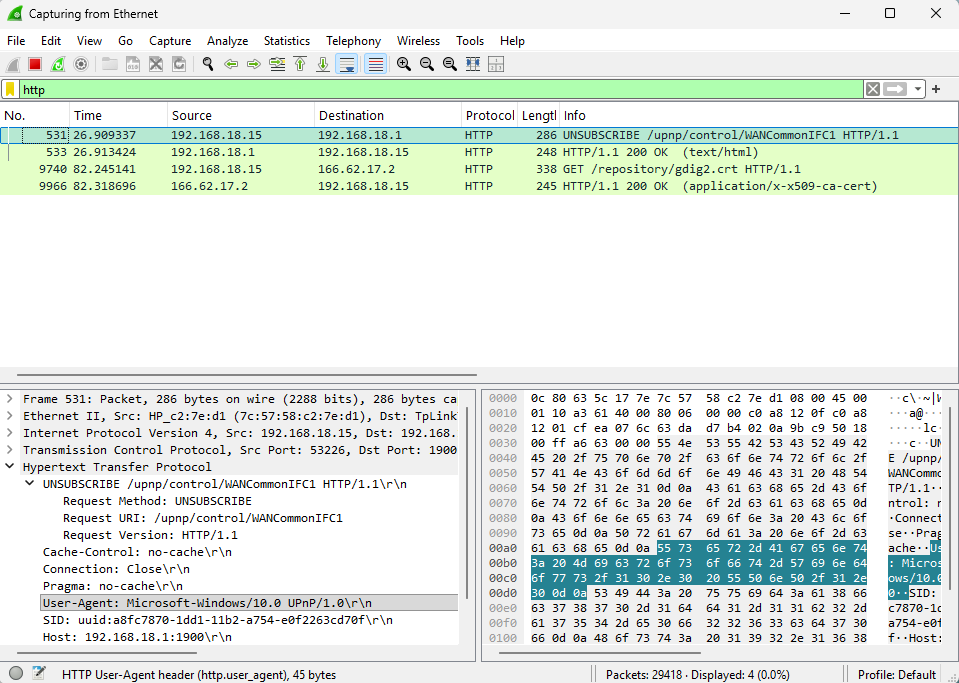 Capturing from Ethernet
File Edit View Go Capture Analyze Statistics Telephony Wireless Tools Help
http
No. Time Source Destination Protocol Lengtl Info
531 26.909337 192.168.18.15 192.168.18.1 HTTP 286 UNSUBSCRIBE /upnp/control/WANCommonIFC1 HTTP/1.1
533 26.913424 192.168.18.1 192.168.18.15 HTTP 248 HTTP/1.1 200 OK (text/html)
9740 82.245141 192.168.18.15 166.62.17.2 HTTP 338 GET /repository/gdig2.crt HTTP/1.1
9966 82.318696 166.62.17.2 192.168.18.15 HTTP 245 HTTP/1.1 200 OK (application/x-x509-ca-cert)
Frame 531: Packet, 286 bytes on wire (2288 bits), 286 bytes ca
Ethernet II, Src: HP_c2:7e:d1 (7c:57:58:c2:7e:d1), Dst: TpLink
Internet Protocol Version 4, Src: 192.168.18.15, Dst: 192.168.
Transmission Control Protocol, Src Port: 53226, Dst Port: 1900
Hypertext Transfer Protocol
UNSUBSCRIBE /upnp/control/WANCommonIFC1 HTTP/1.1\r\n
Request Method: UNSUBSCRIBE
Request URI: /upnp/control/WANCommonIFC1
Request Version: HTTP/1.1
Cache-Control: no-cache\r\n
Connection: Close\r\n
Pragma: no-cache\r\n
User-Agent: Microsoft-Windows/10.0 UPnP/1.0\r\n
SID: uuid:a8fc7870-1dd1-11b2-a754-e0f2263cd70f\r\n
Host: 192.168.18.1:1900\r\n
0000 0c 80 63 5c 17 7e 7c 57 58 c2 7e d1 08 00 45 00 ··c\·~|W
0010 01 10 a3 61 40 00 80 06 00 00 c0 a8 12 0f c0 a8 ···a@···
0020 12 01 cf ea 07 6c 63 da d7 b4 02 0a 9b c9 50 18 ·····lc·
0030 00 ff a6 63 00 00 55 4e 53 55 42 53 43 52 49 42 ···c··UN
0040 45 20 2f 75 70 6e 70 2f 63 6f 6e 74 72 6f 6c 2f E /upnp/
0050 57 41 4e 43 6f 6d 6d 6f 6e 49 46 43 31 20 48 54 WANCommo
0060 54 50 2f 31 2e 31 0d 0a 43 61 63 68 65 2d 43 6f TP/1.1··
0070 6e 74 72 6f 6c 3a 20 6e 6f 2d 63 61 63 68 65 0d ntrol: n
0080 0a 43 6f 6e 6e 65 63 74 69 6f 6e 3a 20 43 6c 6f ·Connect
0090 73 65 0d 0a 50 72 61 67 6d 61 3a 20 6e 6f 2d 63 se··Prag
00a0 61 63 68 65 0d 0a 55 73 65 72 2d 41 67 65 6e 74 ache··Us
00b0 3a 20 4d 69 63 72 6f 73 6f 66 74 2d 57 69 6e 64 : Micros
00c0 6f 77 73 2f 31 30 2e 30 20 55 50 6e 50 2f 31 2e ows/10.0
00d0 30 0d 0a 53 49 44 3a 20 75 75 69 64 3a 61 38 66 0··SID:
00e0 63 37 38 37 30 2d 31 64 64 31 2d 31 31 62 32 2d c7870-1d
00f0 61 37 35 34 2d 65 30 66 32 32 36 33 63 64 37 30 a754-e0f
0100 66 0d 0a 48 6f 73 74 3a 20 31 39 32 2e 31 36 38 f··Host:
HTTP User-Agent header (http.user_agent), 45 bytes Packets: 29418 · Displayed: 4 (0.0%) Profile: Default